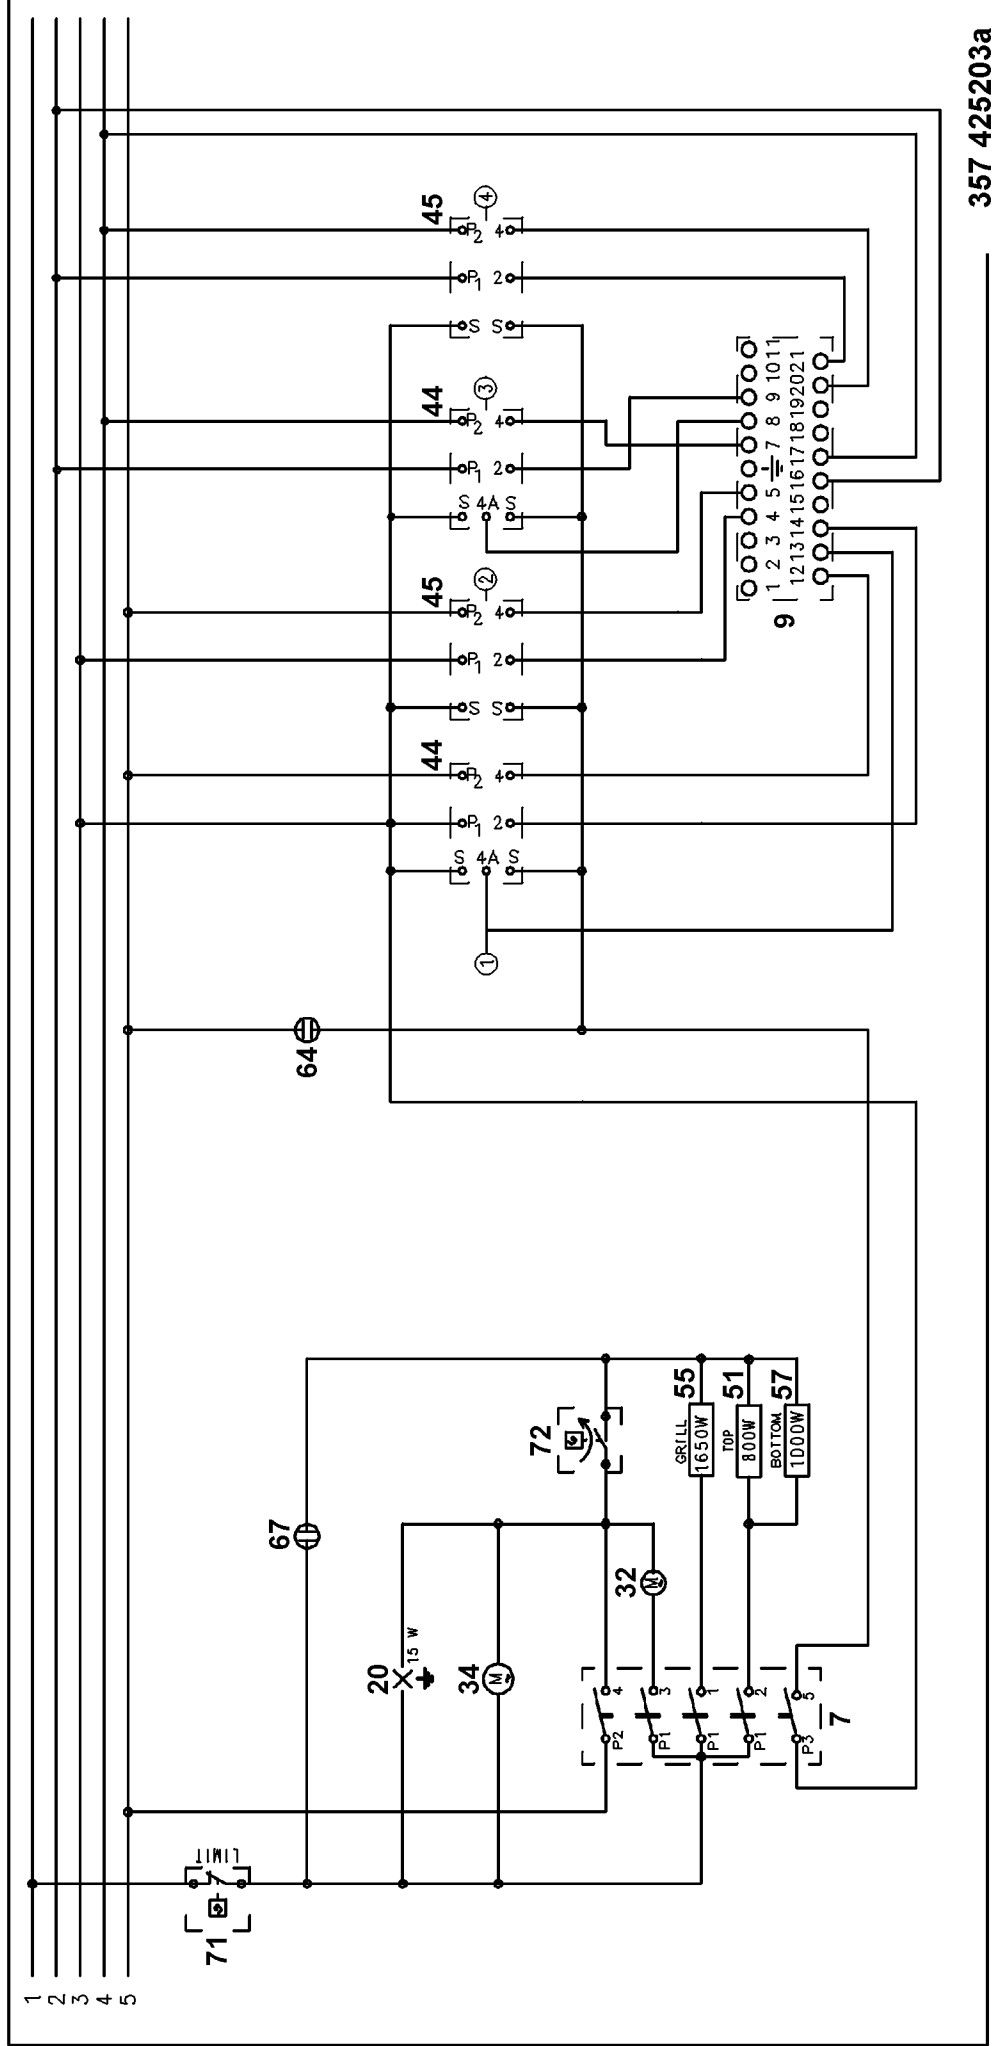 357 425203a
1
2
3
4
5
71
LIMIT
67
64
20
15 W
34
32
72
GRILL
1650W
55
TOP
800W
51
BOTTOM
1000W
57
P2 4
P1 3
P1 1
P1 2
P3 5
7
1
44
S 4A S
P1 2
P2 4
45
2
S S
P1 2
P2 4
44
3
S 4A S
P1 2
P2 4
45
4
S S
P1 2
P2 4
9
1 2 3 4 5 7 8 9 10 11
12 13 14 15 16 17 18 19 20 21